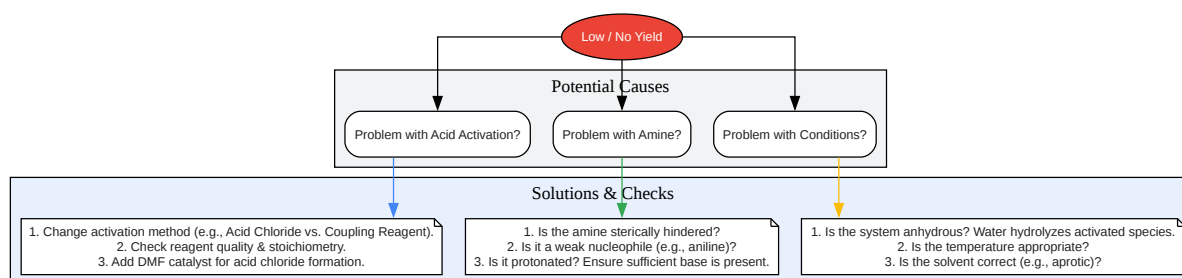 Low / No Yield
Potential Causes
Problem with Acid Activation?
Problem with Amine?
Problem with Conditions?
Solutions & Checks
1. Change activation method (e.g., Acid Chloride vs. Coupling Reagent).
2. Check reagent quality & stoichiometry.
3. Add DMF catalyst for acid chloride formation.
1. Is the amine sterically hindered?
2. Is it a weak nucleophile (e.g., aniline)?
3. Is it protonated? Ensure sufficient base is present.
1. Is the system anhydrous? Water hydrolyzes activated species.
2. Is the temperature appropriate?
3. Is the solvent correct (e.g., aprotic)?